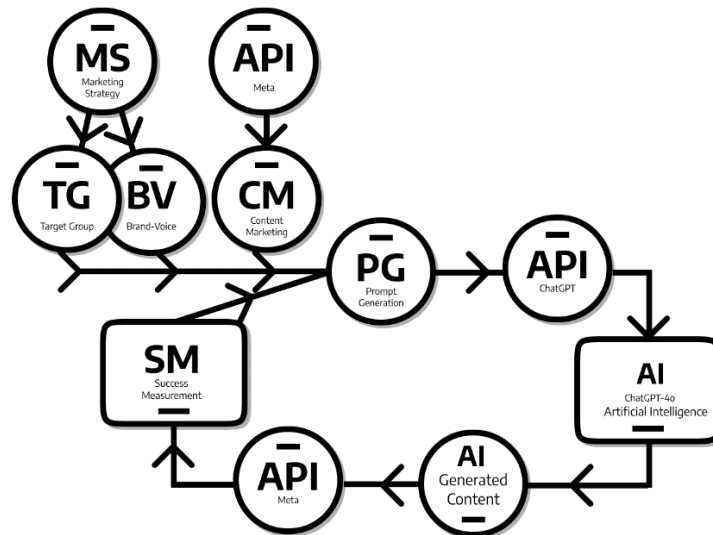 MS
Marketing
Strategy
API
Meta
TG
Target Group
BV
Brand-Voice
CM
Content
Marketing
PG
Prompt
Generation
API
ChatGPT
SM
Success
Measurement
AI
ChatGPT-4o
Artificial Intelligence
API
Meta
AI
Generated
Content